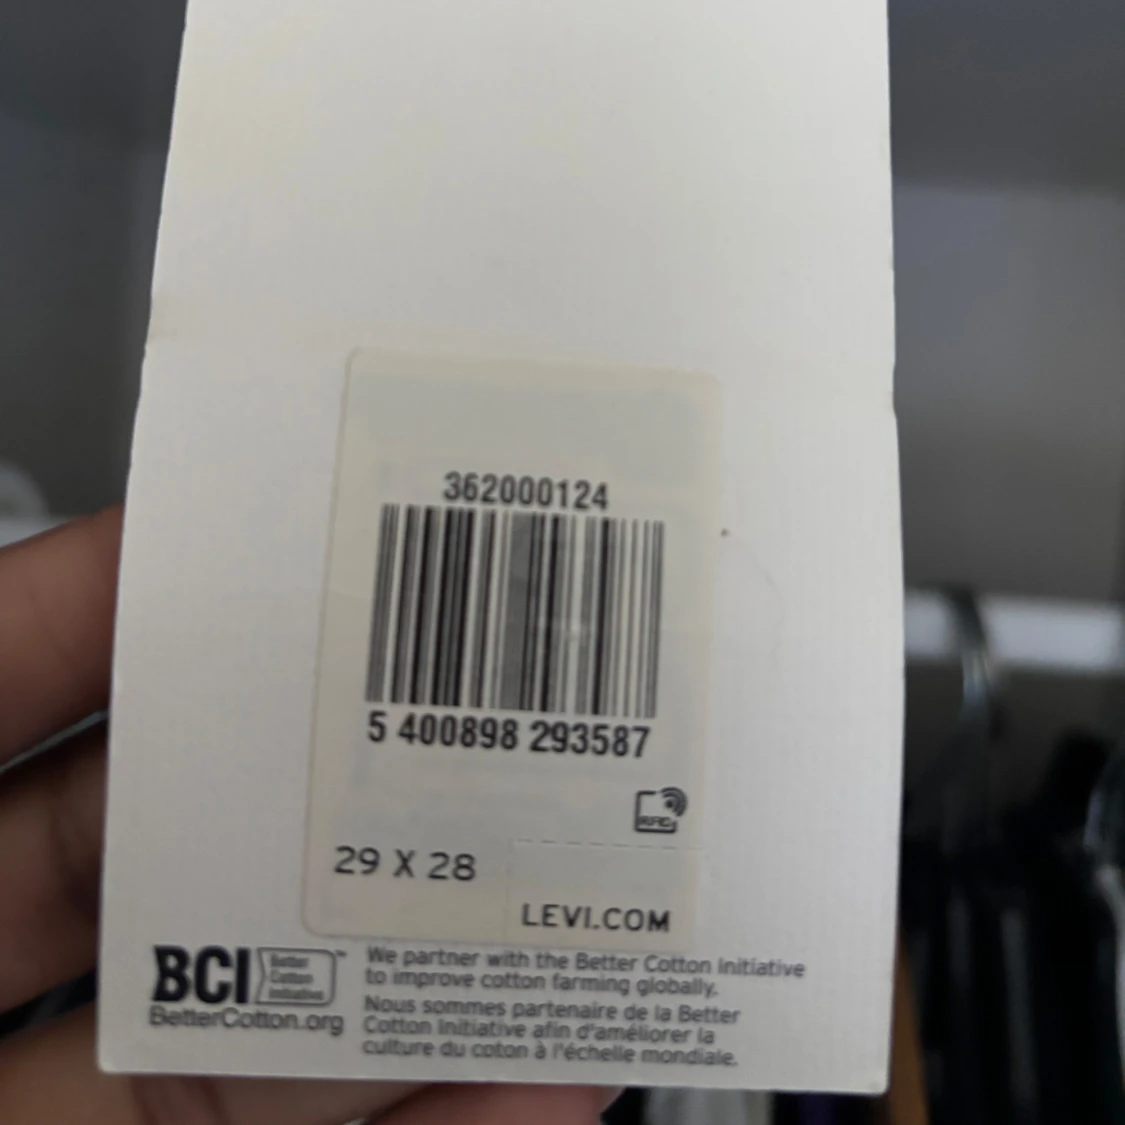 362000124
5 400898 293587
RFID
29 X 28
LEVI.COM
BCI
Better
Cotton
Initiative
™
BetterCotton.org
We partner with the Better Cotton Initiative
to improve cotton farming globally.
Nous sommes partenaire de la Better
Cotton Initiative afin d'améliorer la
culture du coton à l'échelle mondiale.